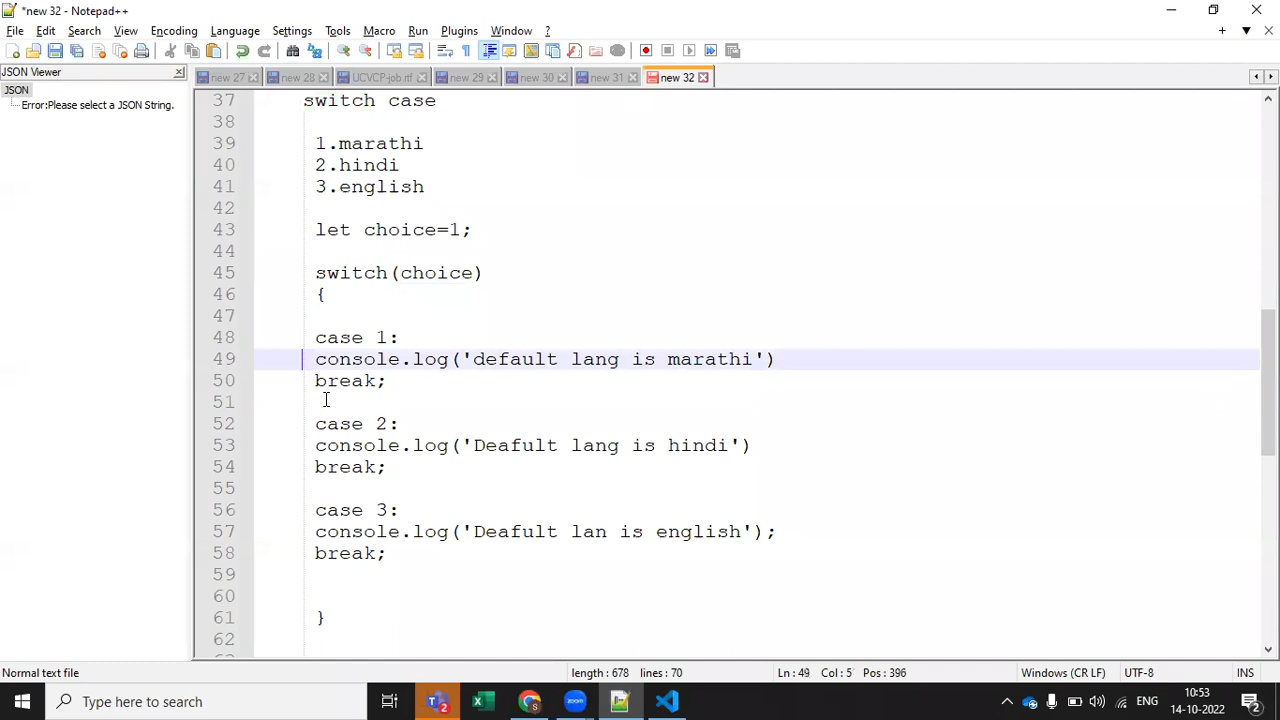 *new 32 - Notepad++
File Edit Search View Encoding Language Settings Tools Macro Run Plugins Window ?
JSON Viewer
new 27 new 28 UCVCP-job.rtf new 29 new 30 new 31 new 32
JSON
Error:Please select a JSON String.
37 switch case
38
39 1.marathi
40 2.hindi
41 3.english
42
43 let choice=1;
44
45 switch(choice)
46 {
47
48 case 1:
49 console.log('default lang is marathi')
50 break;
51
52 case 2:
53 console.log('Deafult lang is hindi')
54 break;
55
56 case 3:
57 console.log('Deafult lan is english');
58 break;
59
60
61 }
62
Normal text file length : 678 lines : 70 Ln : 49 Col : 5 Pos : 396 Windows (CR LF) UTF-8 INS
Type here to search ENG 10:53
14-10-2022